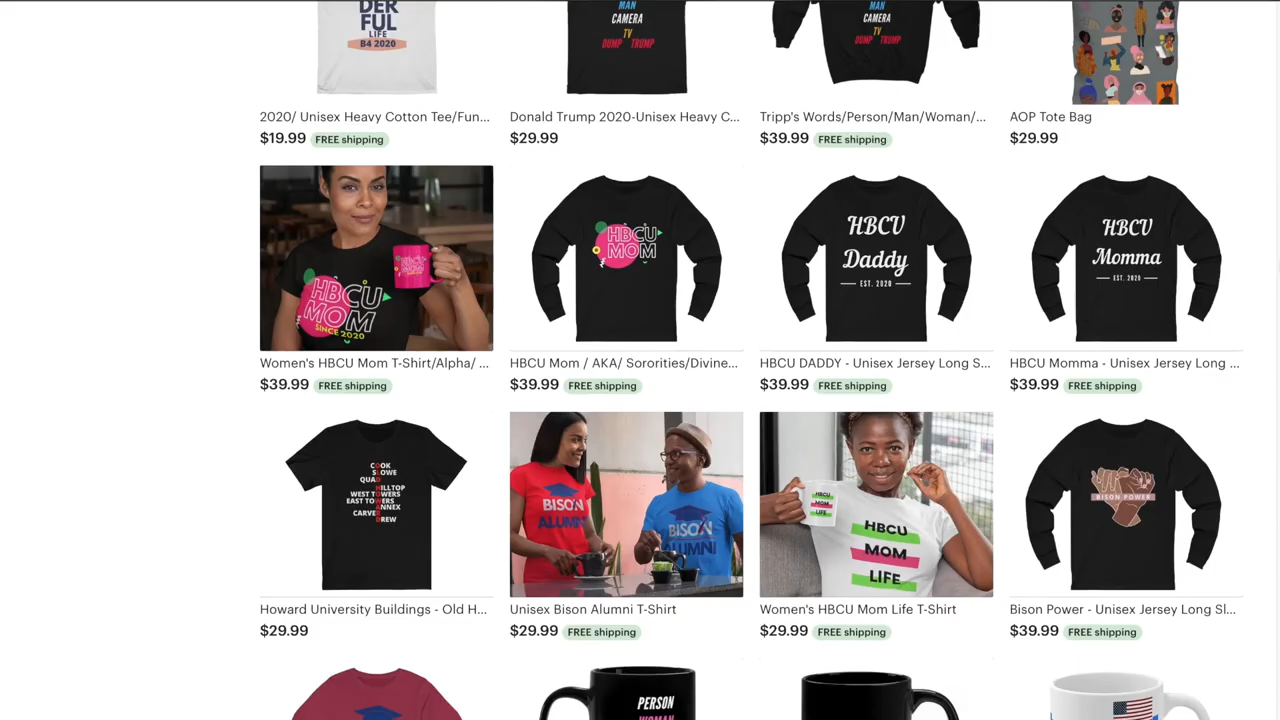 DER
FUL
LIFE
B4 2020
MAN
CAMERA
TV
DUMP TRUMP
MAN
CAMERA
TV
DUMP TRUMP
2020/ Unisex Heavy Cotton Tee/Fun...
$19.99 FREE shipping
Donald Trump 2020-Unisex Heavy C...
$29.99
Tripp's Words/Person/Man/Woman/...
$39.99 FREE shipping
AOP Tote Bag
$29.99
HBCU
MOM
SINCE 2020
HBCU
MOM
HBCU
MOM
HBCU
Daddy
EST. 2020
HBCU
Momma
EST. 2020
Women's HBCU Mom T-Shirt/Alpha/ ...
$39.99 FREE shipping
HBCU Mom / AKA/ Sororities/Divine...
$39.99 FREE shipping
HBCU DADDY - Unisex Jersey Long S...
$39.99 FREE shipping
HBCU Momma - Unisex Jersey Long ...
$39.99 FREE shipping
COOK
SLOWE
QUAD
HILLTOP
WEST TOWERS
EAST TOWERS
ANNEX
CARVER
DREW
BISON
ALUMNI
BISON
ALUMNI
HBCU
MOM
LIFE
HBCU
MOM
LIFE
BISON POWER
Howard University Buildings - Old H...
$29.99
Unisex Bison Alumni T-Shirt
$29.99 FREE shipping
Women's HBCU Mom Life T-Shirt
$29.99 FREE shipping
Bison Power - Unisex Jersey Long Sl...
$39.99 FREE shipping
PERSON
WOMAN